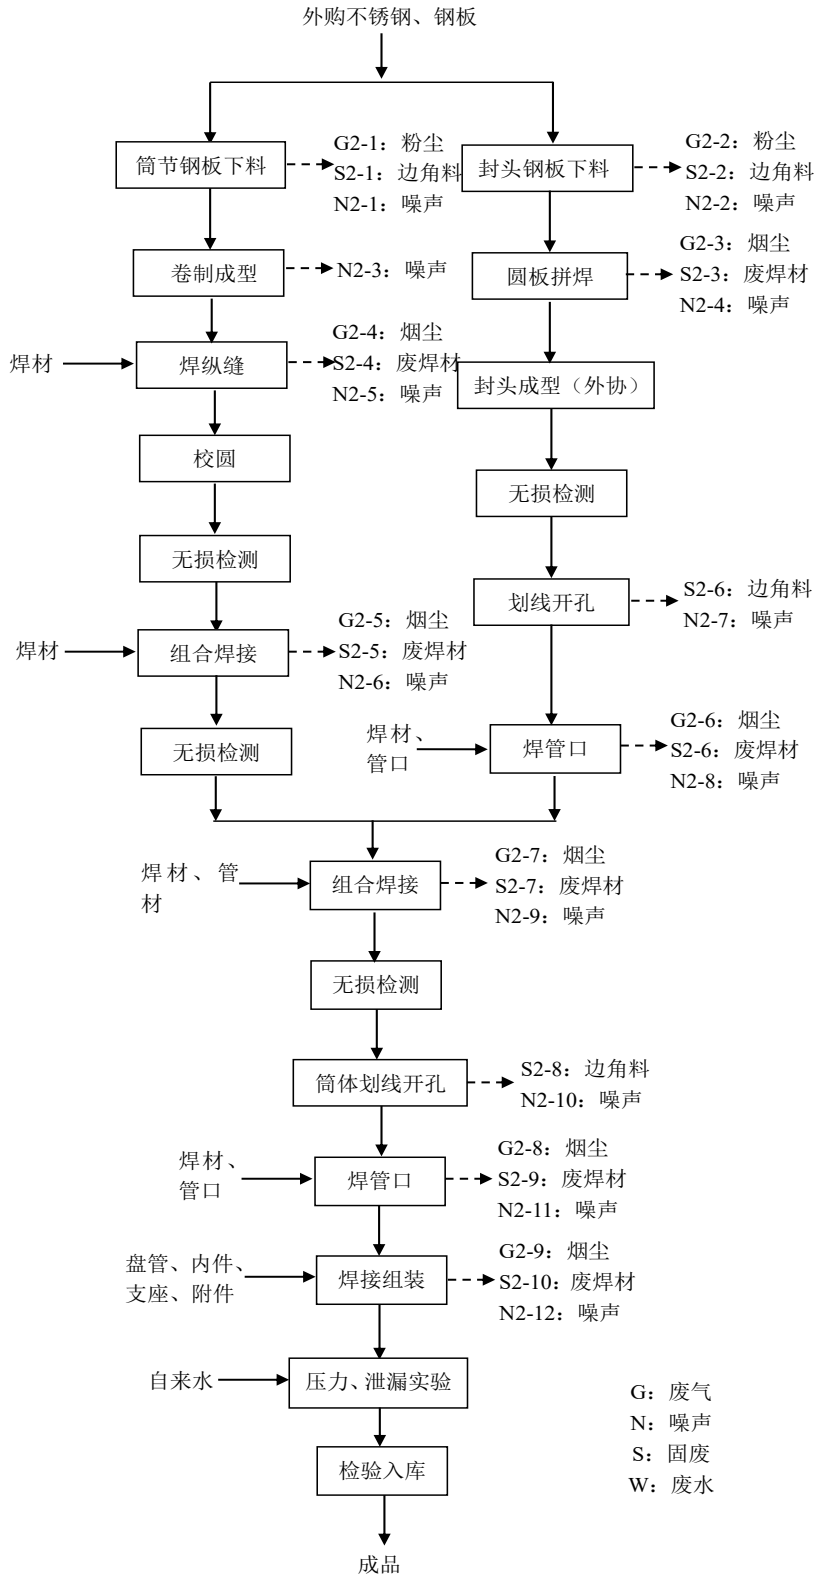 外购不锈钢、钢板
筒节钢板下料
G2-1：粉尘
S2-1：边角料
N2-1：噪声
封头钢板下料
G2-2：粉尘
S2-2：边角料
N2-2：噪声
卷制成型
N2-3：噪声
圆板拼焊
G2-3：烟尘
S2-3：废焊材
N2-4：噪声
焊材
焊纵缝
G2-4：烟尘
S2-4：废焊材
N2-5：噪声
封头成型（外协）
校圆
无损检测
无损检测
划线开孔
S2-6：边角料
N2-7：噪声
焊材
组合焊接
G2-5：烟尘
S2-5：废焊材
N2-6：噪声
无损检测
焊材、
管口
焊管口
G2-6：烟尘
S2-6：废焊材
N2-8：噪声
焊材、管
材
组合焊接
G2-7：烟尘
S2-7：废焊材
N2-9：噪声
无损检测
筒体划线开孔
S2-8：边角料
N2-10：噪声
焊材、
管口
焊管口
G2-8：烟尘
S2-9：废焊材
N2-11：噪声
盘管、内件、
支座、附件
焊接组装
G2-9：烟尘
S2-10：废焊材
N2-12：噪声
自来水
压力、泄漏实验
检验入库
成品
G：废气
N：噪声
S：固废
W：废水